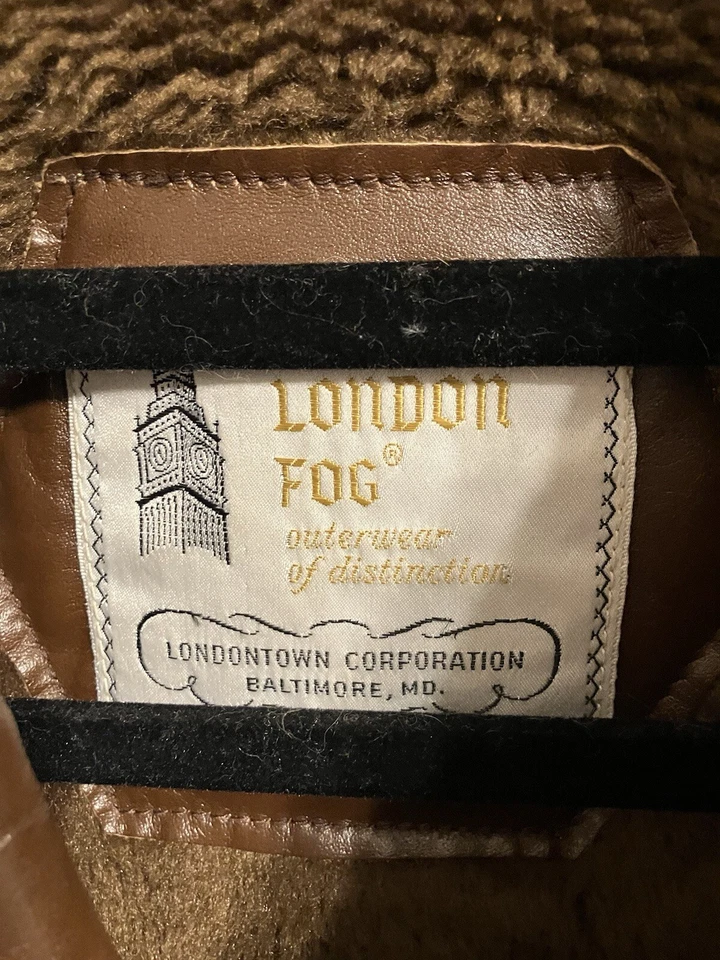 LONDON
FOG®
outerwear
of distinction
LONDONTOWN CORPORATION
BALTIMORE, MD.